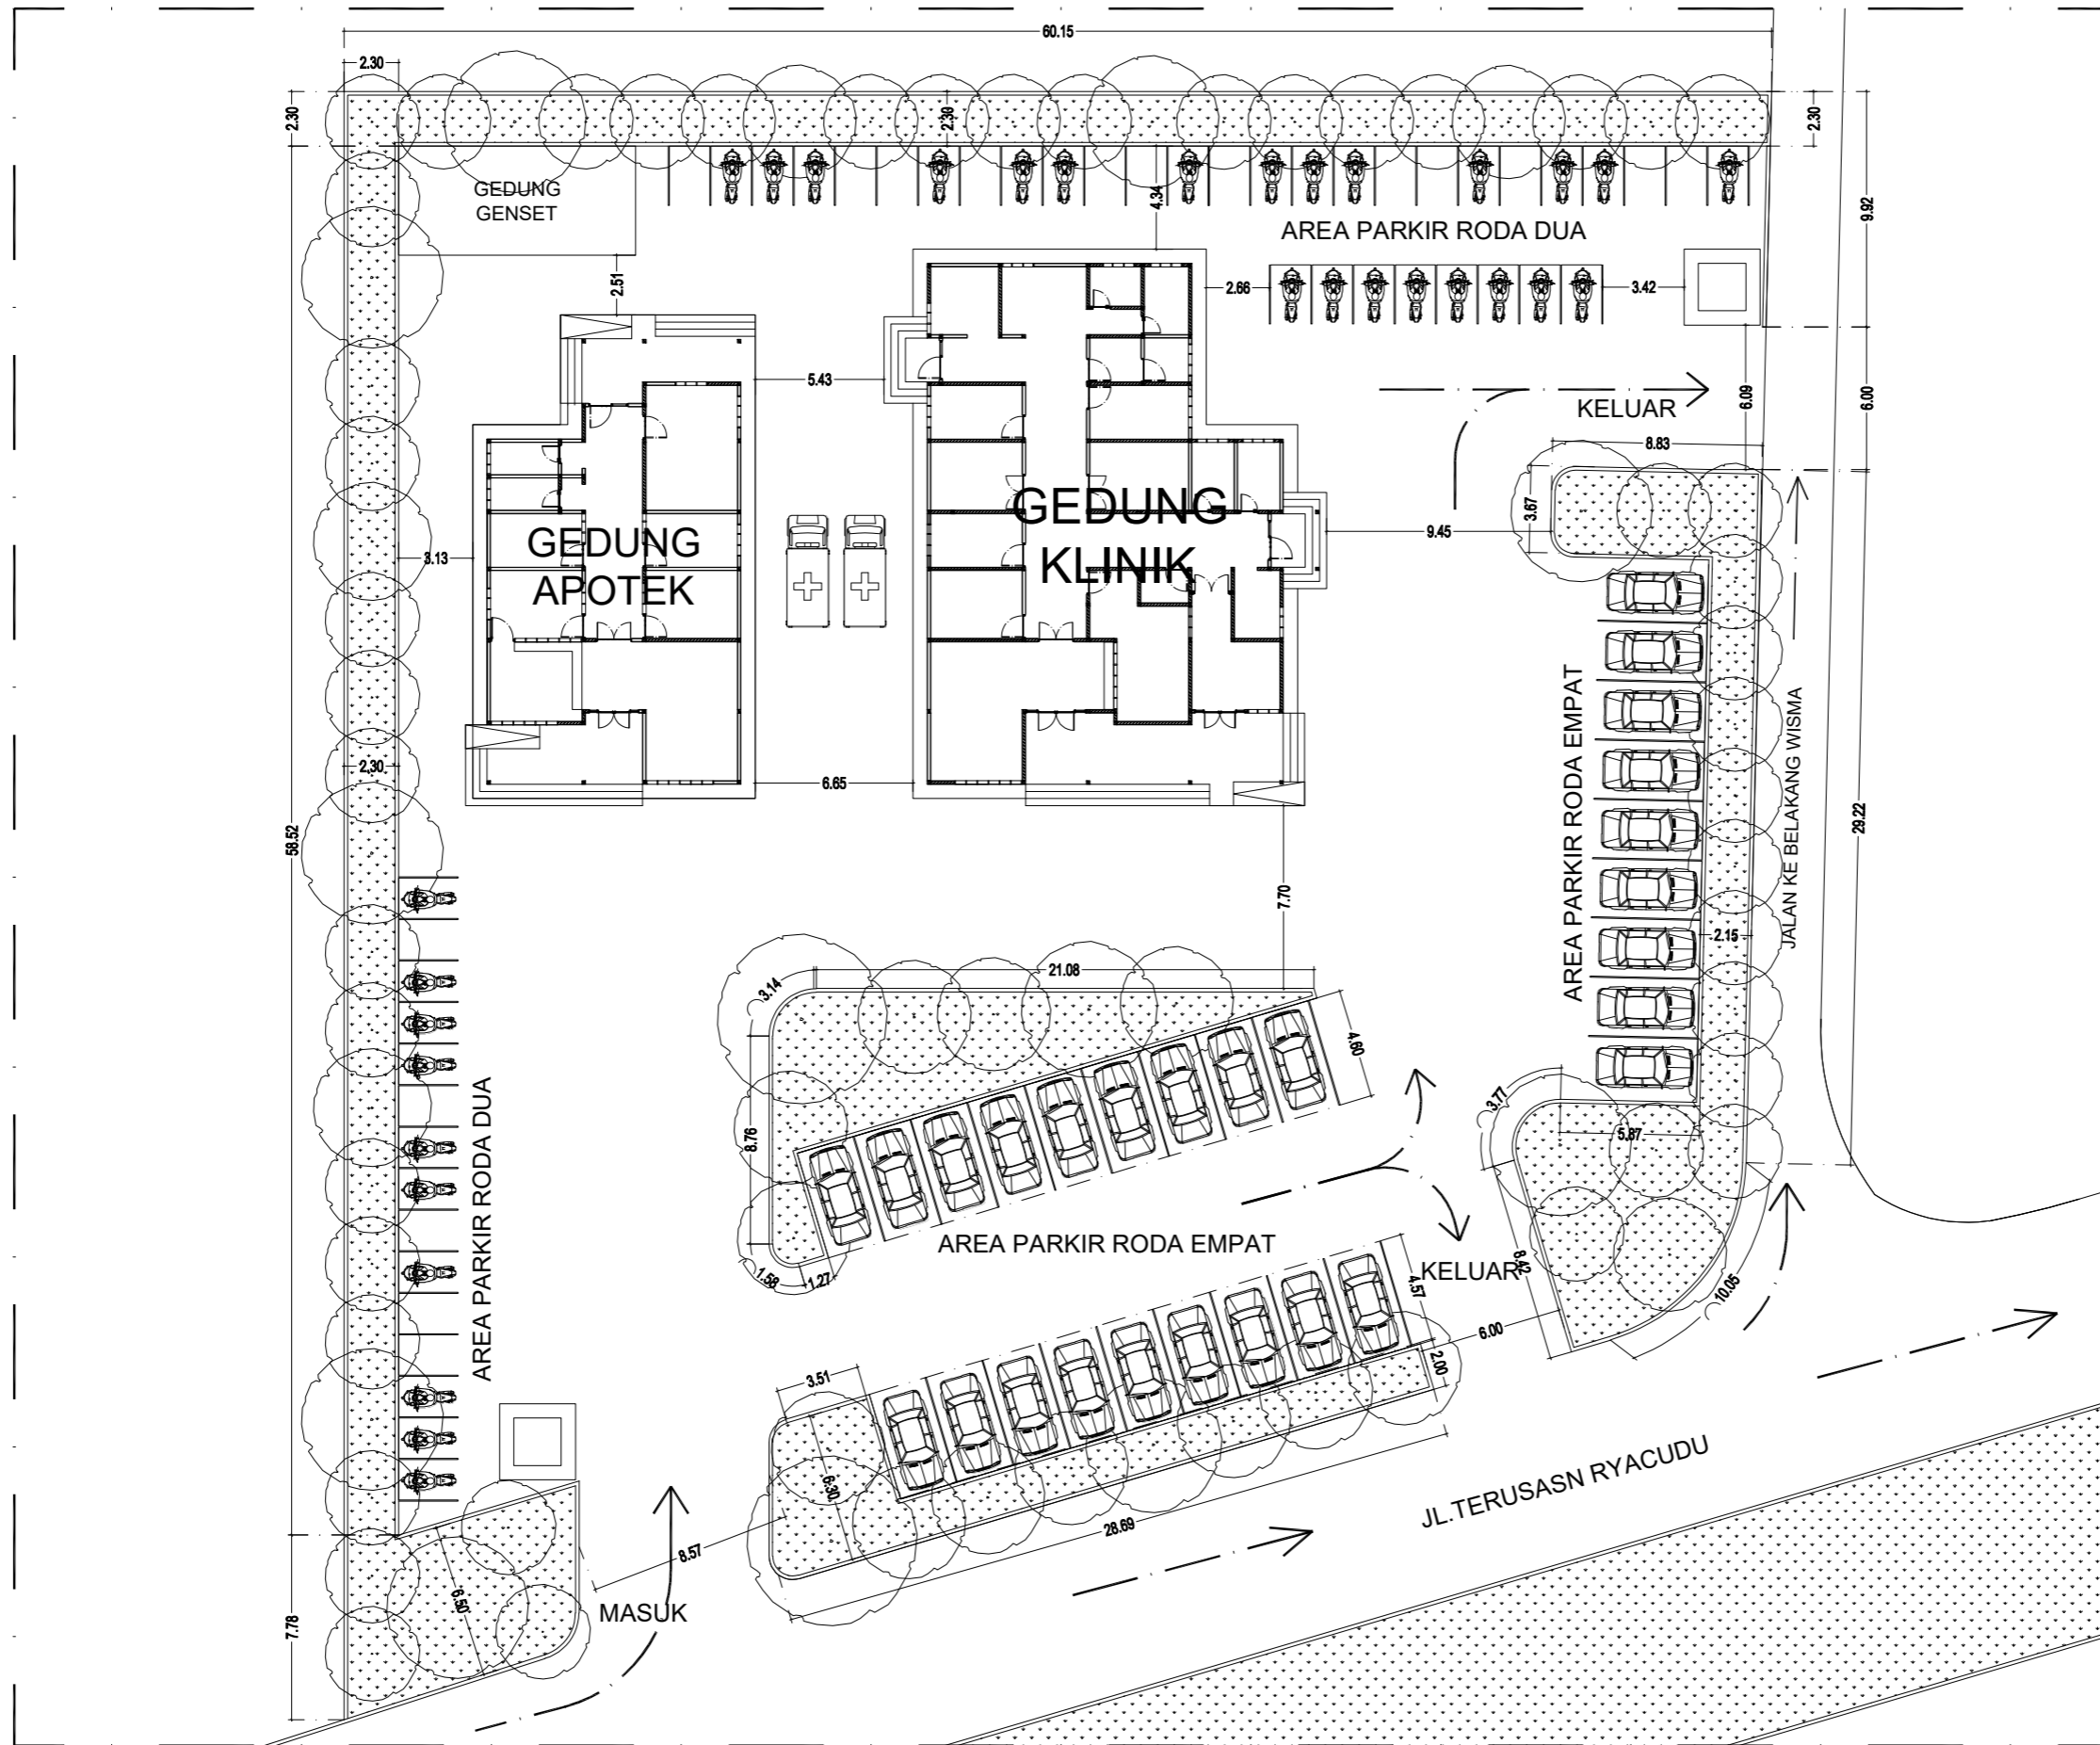 60.15
2.30
2.30
2.30
2.30
GEDUNG
GENSET
4.34
9.92
AREA PARKIR RODA DUA
2.51
2.66
3.42
5.43
KELUAR
6.09
6.00
8.83
3.67
GEDUNG
KLINIK
9.45
GEDUNG
APOTEK
3.13
AREA PARKIR RODA EMPAT
JALAN KE BELAKANG WISMA
2.30
6.65
58.52
29.22
7.70
2.15
21.08
3.14
4.60
8.76
3.77
5.87
AREA PARKIR RODA DUA
AREA PARKIR RODA EMPAT
1.58
1.27
KELUAR
8.42
4.57
10.05
6.00
3.51
2.00
6.30
28.69
JL.TERUSASN RYACUDU
8.57
6.50
MASUK
7.78